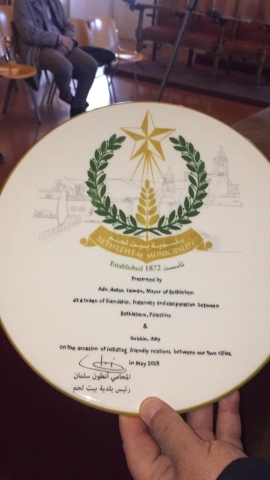 بلدية بيت لحم
BETHLEHEM MUNICIPALITY
Established 1872 تأسست
Presented by
Adv. Anton Salman, Mayor of Bethlehem
as a token of friendship, fraternity and cooperation between
Bethlehem, Palestine
&
Gubbio, Italy
On the occasion of initiating friendly relations between our two cities
in May 2019
المحامي أنطون سلمان
رئيس بلدية بيت لحم